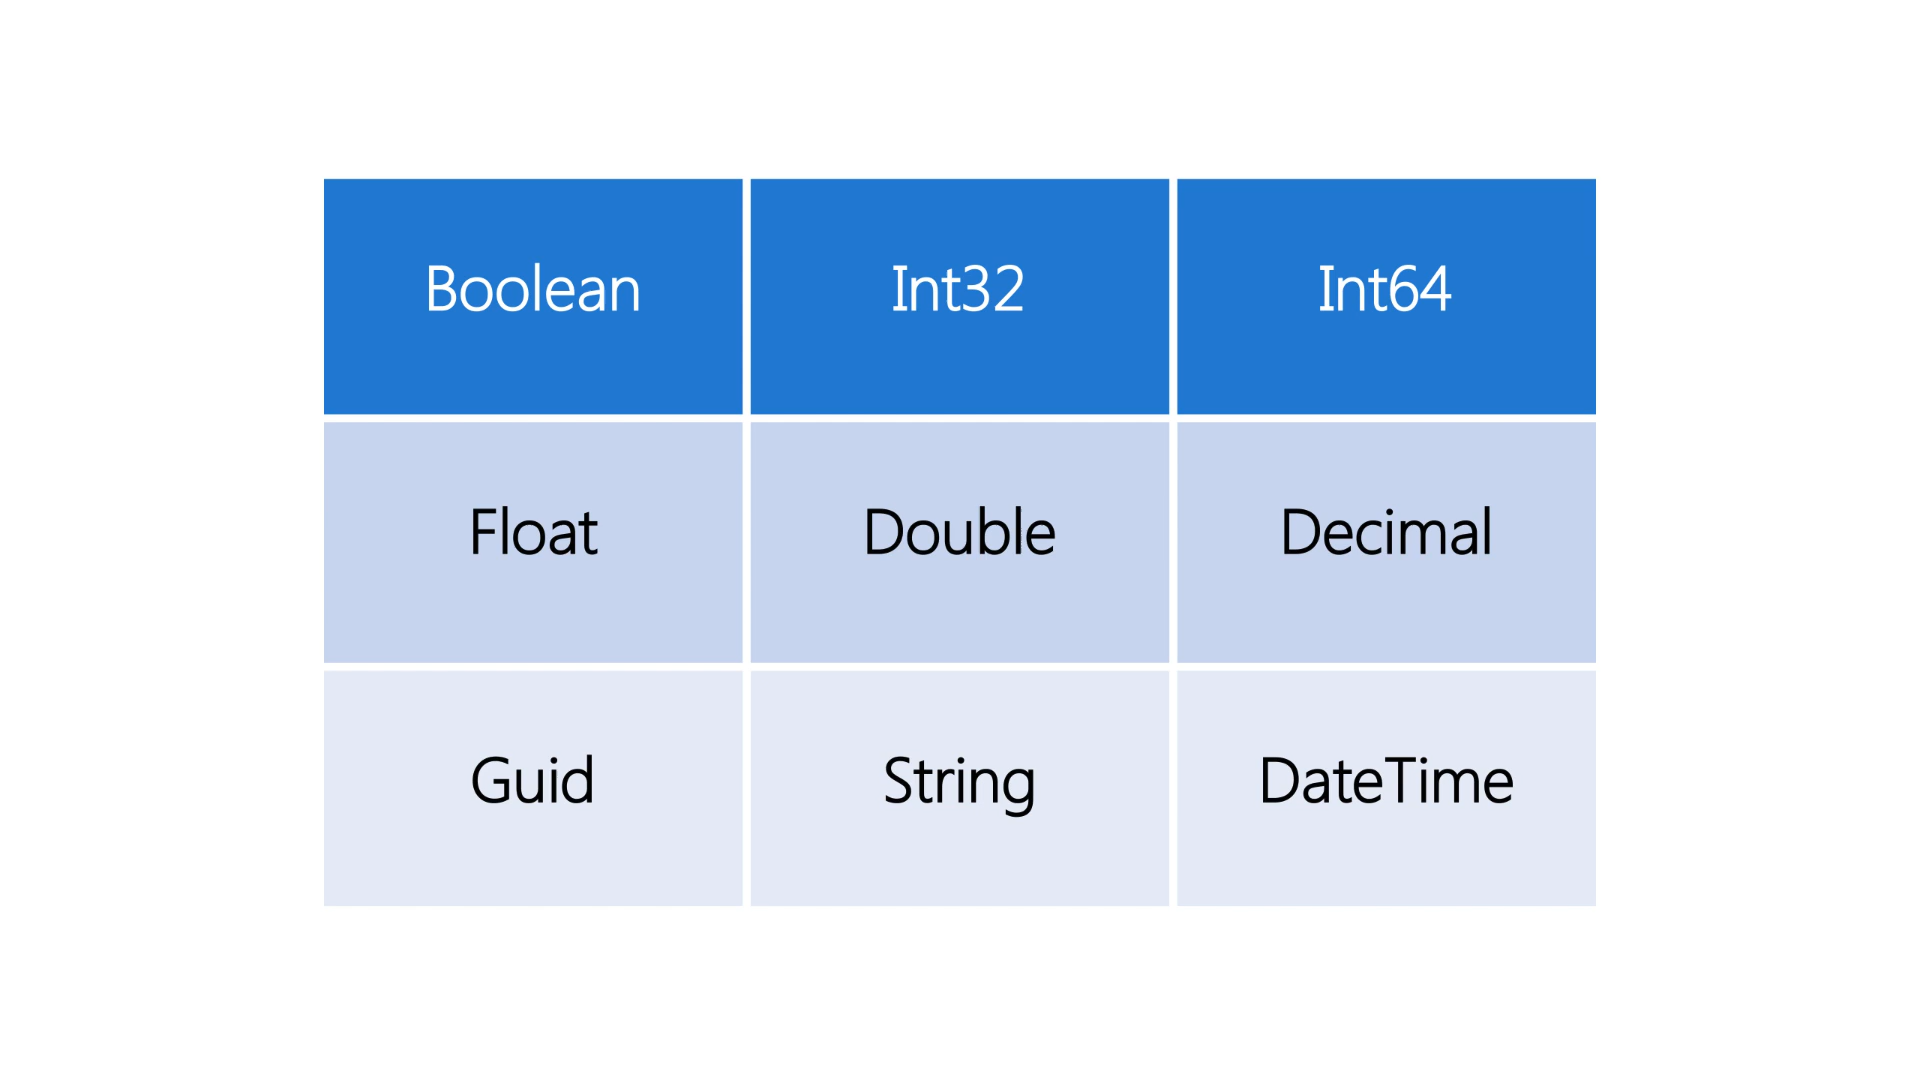 Boolean
Int32
Int64
Float
Double
Decimal
Guid
String
DateTime